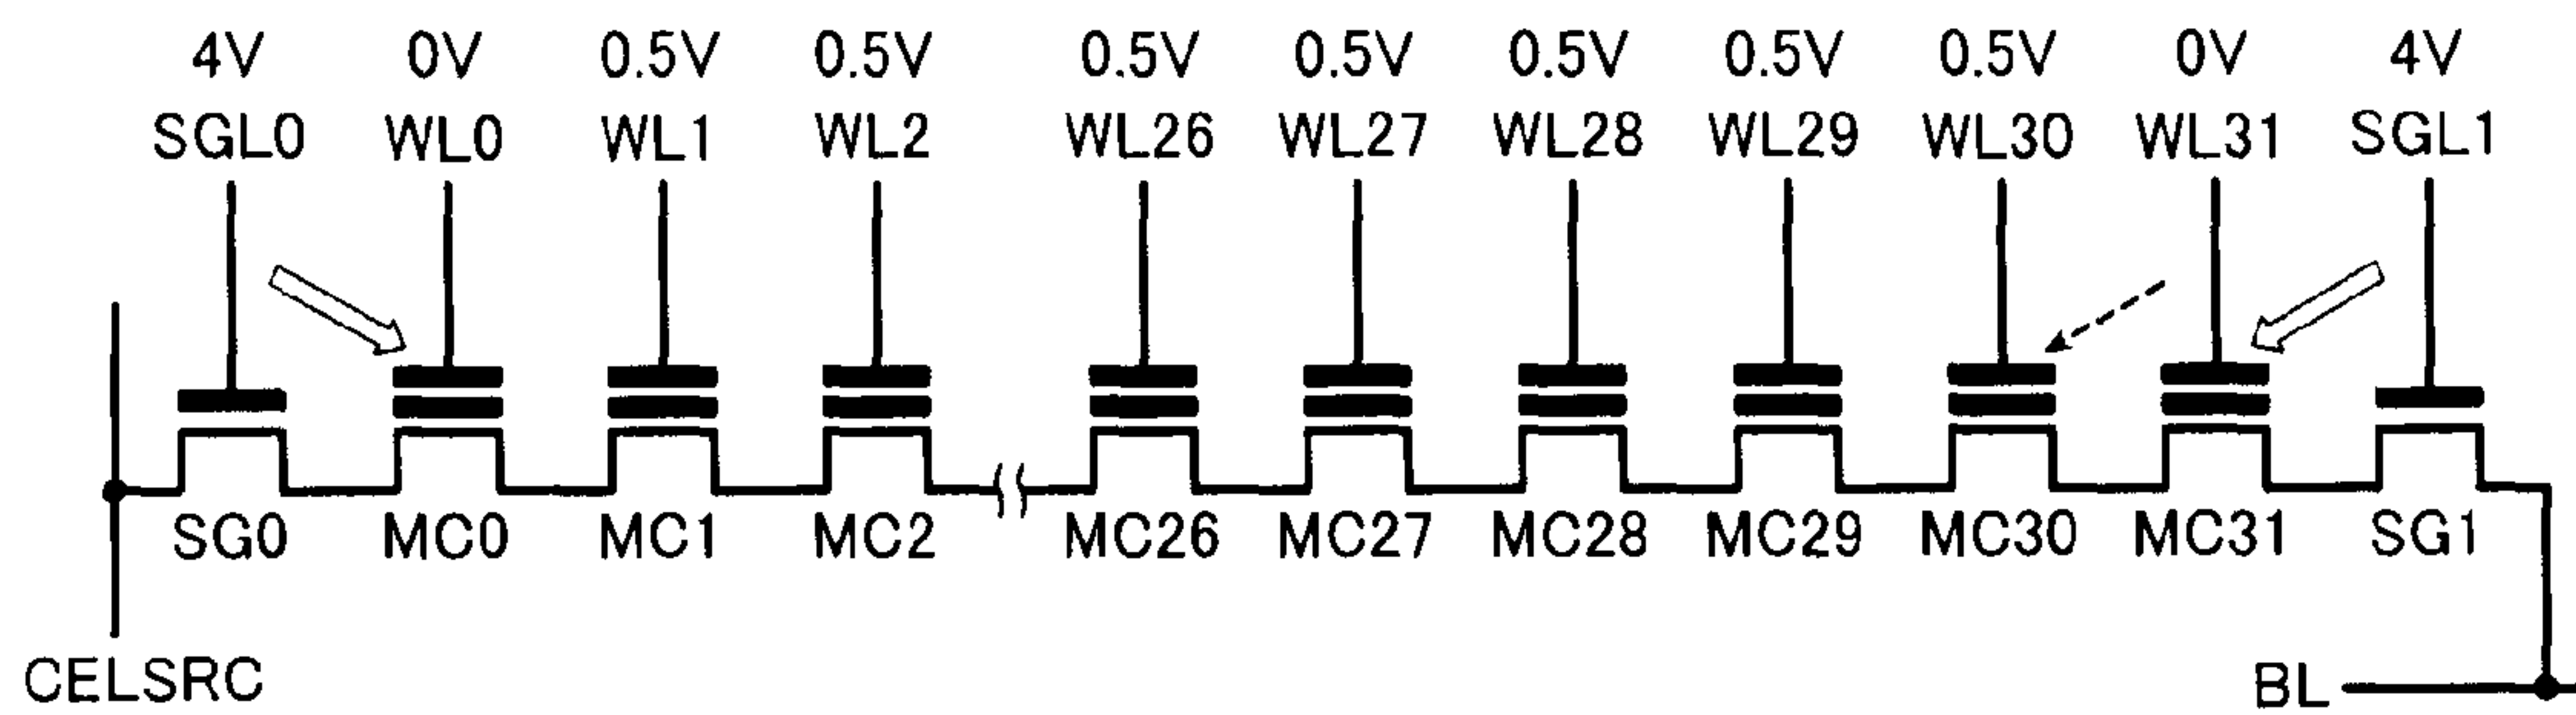 4V 0V 0.5V 0.5V 0.5V 0.5V 0.5V 0.5V 0.5V 0V 4V
SGL0 WL0 WL1 WL2 WL26 WL27 WL28 WL29 WL30 WL31 SGL1
SG0 MC0 MC1 MC2 MC26 MC27 MC28 MC29 MC30 MC31 SG1
CELSRC BL